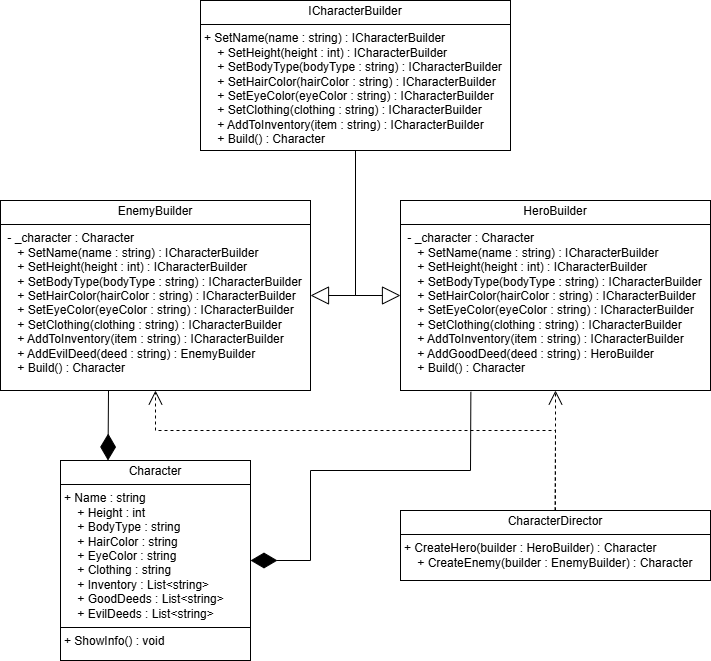 ICharacterBuilder
+ SetName(name : string) : ICharacterBuilder
+ SetHeight(height : int) : ICharacterBuilder
+ SetBodyType(bodyType : string) : ICharacterBuilder
+ SetHairColor(hairColor : string) : ICharacterBuilder
+ SetEyeColor(eyeColor : string) : ICharacterBuilder
+ SetClothing(clothing : string) : ICharacterBuilder
+ AddToInventory(item : string) : ICharacterBuilder
+ Build() : Character
EnemyBuilder
- _character : Character
+ SetName(name : string) : ICharacterBuilder
+ SetHeight(height : int) : ICharacterBuilder
+ SetBodyType(bodyType : string) : ICharacterBuilder
+ SetHairColor(hairColor : string) : ICharacterBuilder
+ SetEyeColor(eyeColor : string) : ICharacterBuilder
+ SetClothing(clothing : string) : ICharacterBuilder
+ AddToInventory(item : string) : ICharacterBuilder
+ AddEvilDeed(deed : string) : EnemyBuilder
+ Build() : Character
HeroBuilder
- _character : Character
+ SetName(name : string) : ICharacterBuilder
+ SetHeight(height : int) : ICharacterBuilder
+ SetBodyType(bodyType : string) : ICharacterBuilder
+ SetHairColor(hairColor : string) : ICharacterBuilder
+ SetEyeColor(eyeColor : string) : ICharacterBuilder
+ SetClothing(clothing : string) : ICharacterBuilder
+ AddToInventory(item : string) : ICharacterBuilder
+ AddGoodDeed(deed : string) : HeroBuilder
+ Build() : Character
Character
+ Name : string
+ Height : int
+ BodyType : string
+ HairColor : string
+ EyeColor : string
+ Clothing : string
+ Inventory : List<string>
+ GoodDeeds : List<string>
+ EvilDeeds : List<string>
+ ShowInfo() : void
CharacterDirector
+ CreateHero(builder : HeroBuilder) : Character
+ CreateEnemy(builder : EnemyBuilder) : Character